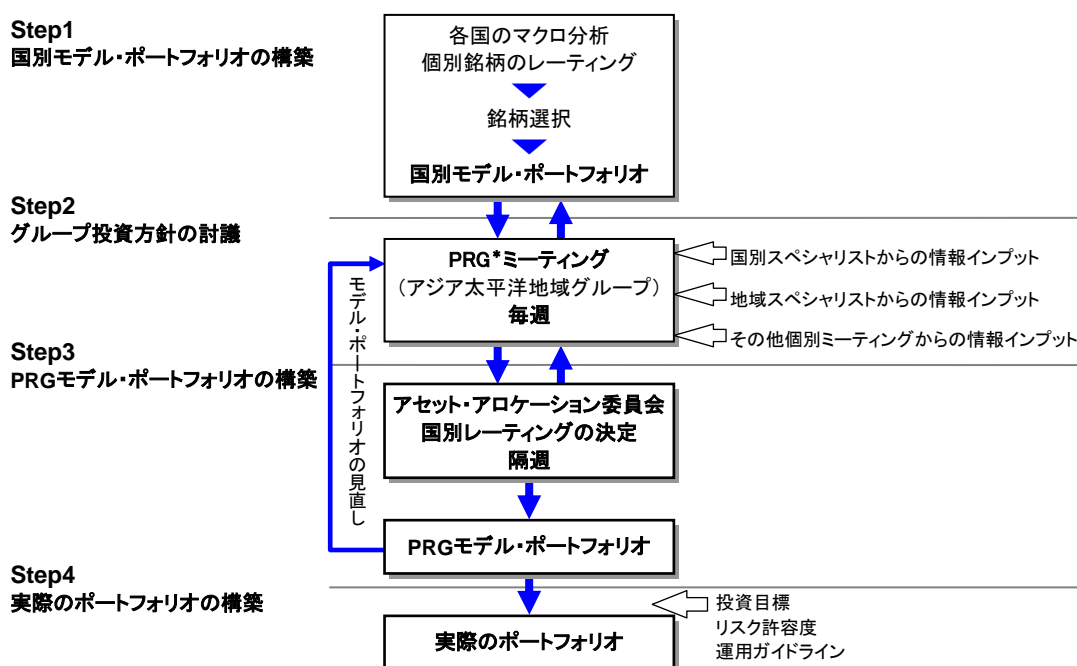 Step1
国別モデル・ポートフォリオの構築
各国のマクロ分析
個別銘柄のレーティング
銘柄選択
国別モデル・ポートフォリオ
Step2
グループ投資方針の討議
PRG*ミーティング
（アジア太平洋地域グループ）
毎週
国別スペシャリストからの情報インプット
地域スペシャリストからの情報インプット
その他個別ミーティングからの情報インプット
モデル・ポートフォリオの見直し
Step3
PRGモデル・ポートフォリオの構築
アセット・アロケーション委員会
国別レーティングの決定
隔週
PRGモデル・ポートフォリオ
Step4
実際のポートフォリオの構築
投資目標
リスク許容度
運用ガイドライン
実際のポートフォリオ